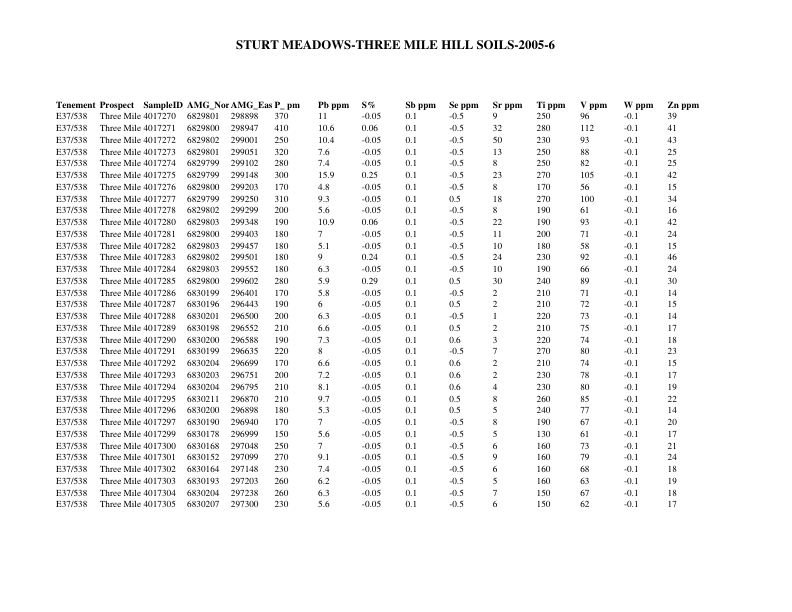 STURT MEADOWS-THREE MILE HILL SOILS-2005-6
Tenement Prospect SampleID AMG_Nor AMG_Eas P_ pm Pb ppm S% Sb ppm Se ppm Sr ppm Ti ppm V ppm W ppm Zn ppm
E37/538 Three Mile 4017270 6829801 298898 370 11 -0.05 0.1 -0.5 9 250 96 -0.1 39
E37/538 Three Mile 4017271 6829800 298947 410 10.6 0.06 0.1 -0.5 32 280 112 -0.1 41
E37/538 Three Mile 4017272 6829802 299001 250 10.4 -0.05 0.1 -0.5 50 230 93 -0.1 43
E37/538 Three Mile 4017273 6829801 299051 320 7.6 -0.05 0.1 -0.5 13 250 88 -0.1 25
E37/538 Three Mile 4017274 6829799 299102 280 7.4 -0.05 0.1 -0.5 8 250 82 -0.1 25
E37/538 Three Mile 4017275 6829799 299148 300 15.9 0.25 0.1 -0.5 23 270 105 -0.1 42
E37/538 Three Mile 4017276 6829800 299203 170 4.8 -0.05 0.1 -0.5 8 170 56 -0.1 15
E37/538 Three Mile 4017277 6829799 299250 310 9.3 -0.05 0.1 0.5 18 270 100 -0.1 34
E37/538 Three Mile 4017278 6829802 299299 200 5.6 -0.05 0.1 -0.5 8 190 61 -0.1 16
E37/538 Three Mile 4017280 6829803 299348 190 10.9 0.06 0.1 -0.5 22 190 93 -0.1 42
E37/538 Three Mile 4017281 6829800 299403 180 7 -0.05 0.1 -0.5 11 200 71 -0.1 24
E37/538 Three Mile 4017282 6829803 299457 180 5.1 -0.05 0.1 -0.5 10 180 58 -0.1 15
E37/538 Three Mile 4017283 6829802 299501 180 9 0.24 0.1 -0.5 24 230 92 -0.1 46
E37/538 Three Mile 4017284 6829803 299552 180 6.3 -0.05 0.1 -0.5 10 190 66 -0.1 24
E37/538 Three Mile 4017285 6829800 299602 280 5.9 0.29 0.1 0.5 30 240 89 -0.1 30
E37/538 Three Mile 4017286 6830199 296401 170 5.8 -0.05 0.1 -0.5 2 210 71 -0.1 14
E37/538 Three Mile 4017287 6830196 296443 190 6 -0.05 0.1 0.5 2 210 72 -0.1 15
E37/538 Three Mile 4017288 6830201 296500 200 6.3 -0.05 0.1 -0.5 1 220 73 -0.1 14
E37/538 Three Mile 4017289 6830198 296552 210 6.6 -0.05 0.1 0.5 2 210 75 -0.1 17
E37/538 Three Mile 4017290 6830200 296588 190 7.3 -0.05 0.1 0.6 3 220 74 -0.1 18
E37/538 Three Mile 4017291 6830199 296635 220 8 -0.05 0.1 -0.5 7 270 80 -0.1 23
E37/538 Three Mile 4017292 6830204 296699 170 6.6 -0.05 0.1 0.6 2 210 74 -0.1 15
E37/538 Three Mile 4017293 6830203 296751 200 7.2 -0.05 0.1 0.6 2 230 78 -0.1 17
E37/538 Three Mile 4017294 6830204 296795 210 8.1 -0.05 0.1 0.6 4 230 80 -0.1 19
E37/538 Three Mile 4017295 6830211 296870 210 9.7 -0.05 0.1 0.5 8 260 85 -0.1 22
E37/538 Three Mile 4017296 6830200 296898 180 5.3 -0.05 0.1 0.5 5 240 77 -0.1 14
E37/538 Three Mile 4017297 6830190 296940 170 7 -0.05 0.1 -0.5 8 190 67 -0.1 20
E37/538 Three Mile 4017299 6830178 296999 150 5.6 -0.05 0.1 -0.5 5 130 61 -0.1 17
E37/538 Three Mile 4017300 6830168 297048 250 7 -0.05 0.1 -0.5 6 160 73 -0.1 21
E37/538 Three Mile 4017301 6830152 297099 270 9.1 -0.05 0.1 -0.5 9 160 79 -0.1 24
E37/538 Three Mile 4017302 6830164 297148 230 7.4 -0.05 0.1 -0.5 6 160 68 -0.1 18
E37/538 Three Mile 4017303 6830193 297203 260 6.2 -0.05 0.1 -0.5 5 160 63 -0.1 19
E37/538 Three Mile 4017304 6830204 297238 260 6.3 -0.05 0.1 -0.5 7 150 67 -0.1 18
E37/538 Three Mile 4017305 6830207 297300 230 5.6 -0.05 0.1 -0.5 6 150 62 -0.1 17